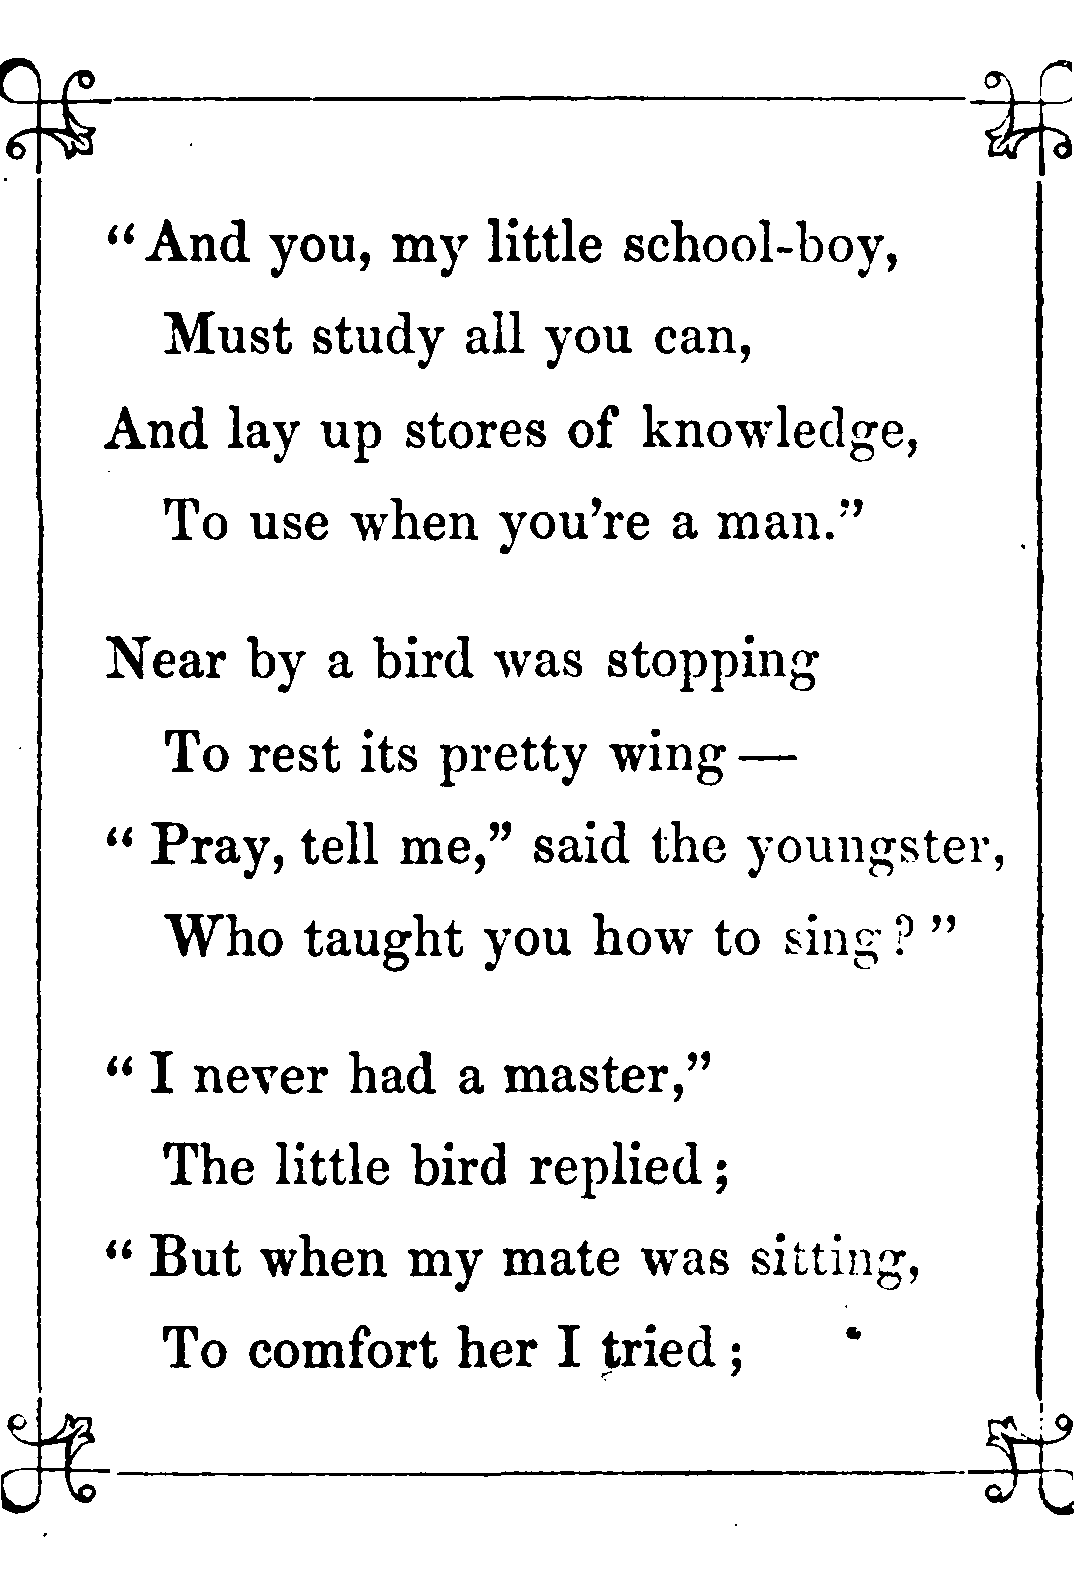 “And you, my little school-boy,
Must study all you can,
And lay up stores of knowledge,
To use when you’re a man.”
Near by a bird was stopping
To rest its pretty wing—
“Pray, tell me,” said the youngster,
Who taught you how to sing?”
“I never had a master,”
The little bird replied;
“But when my mate was sitting,
To comfort her I tried;